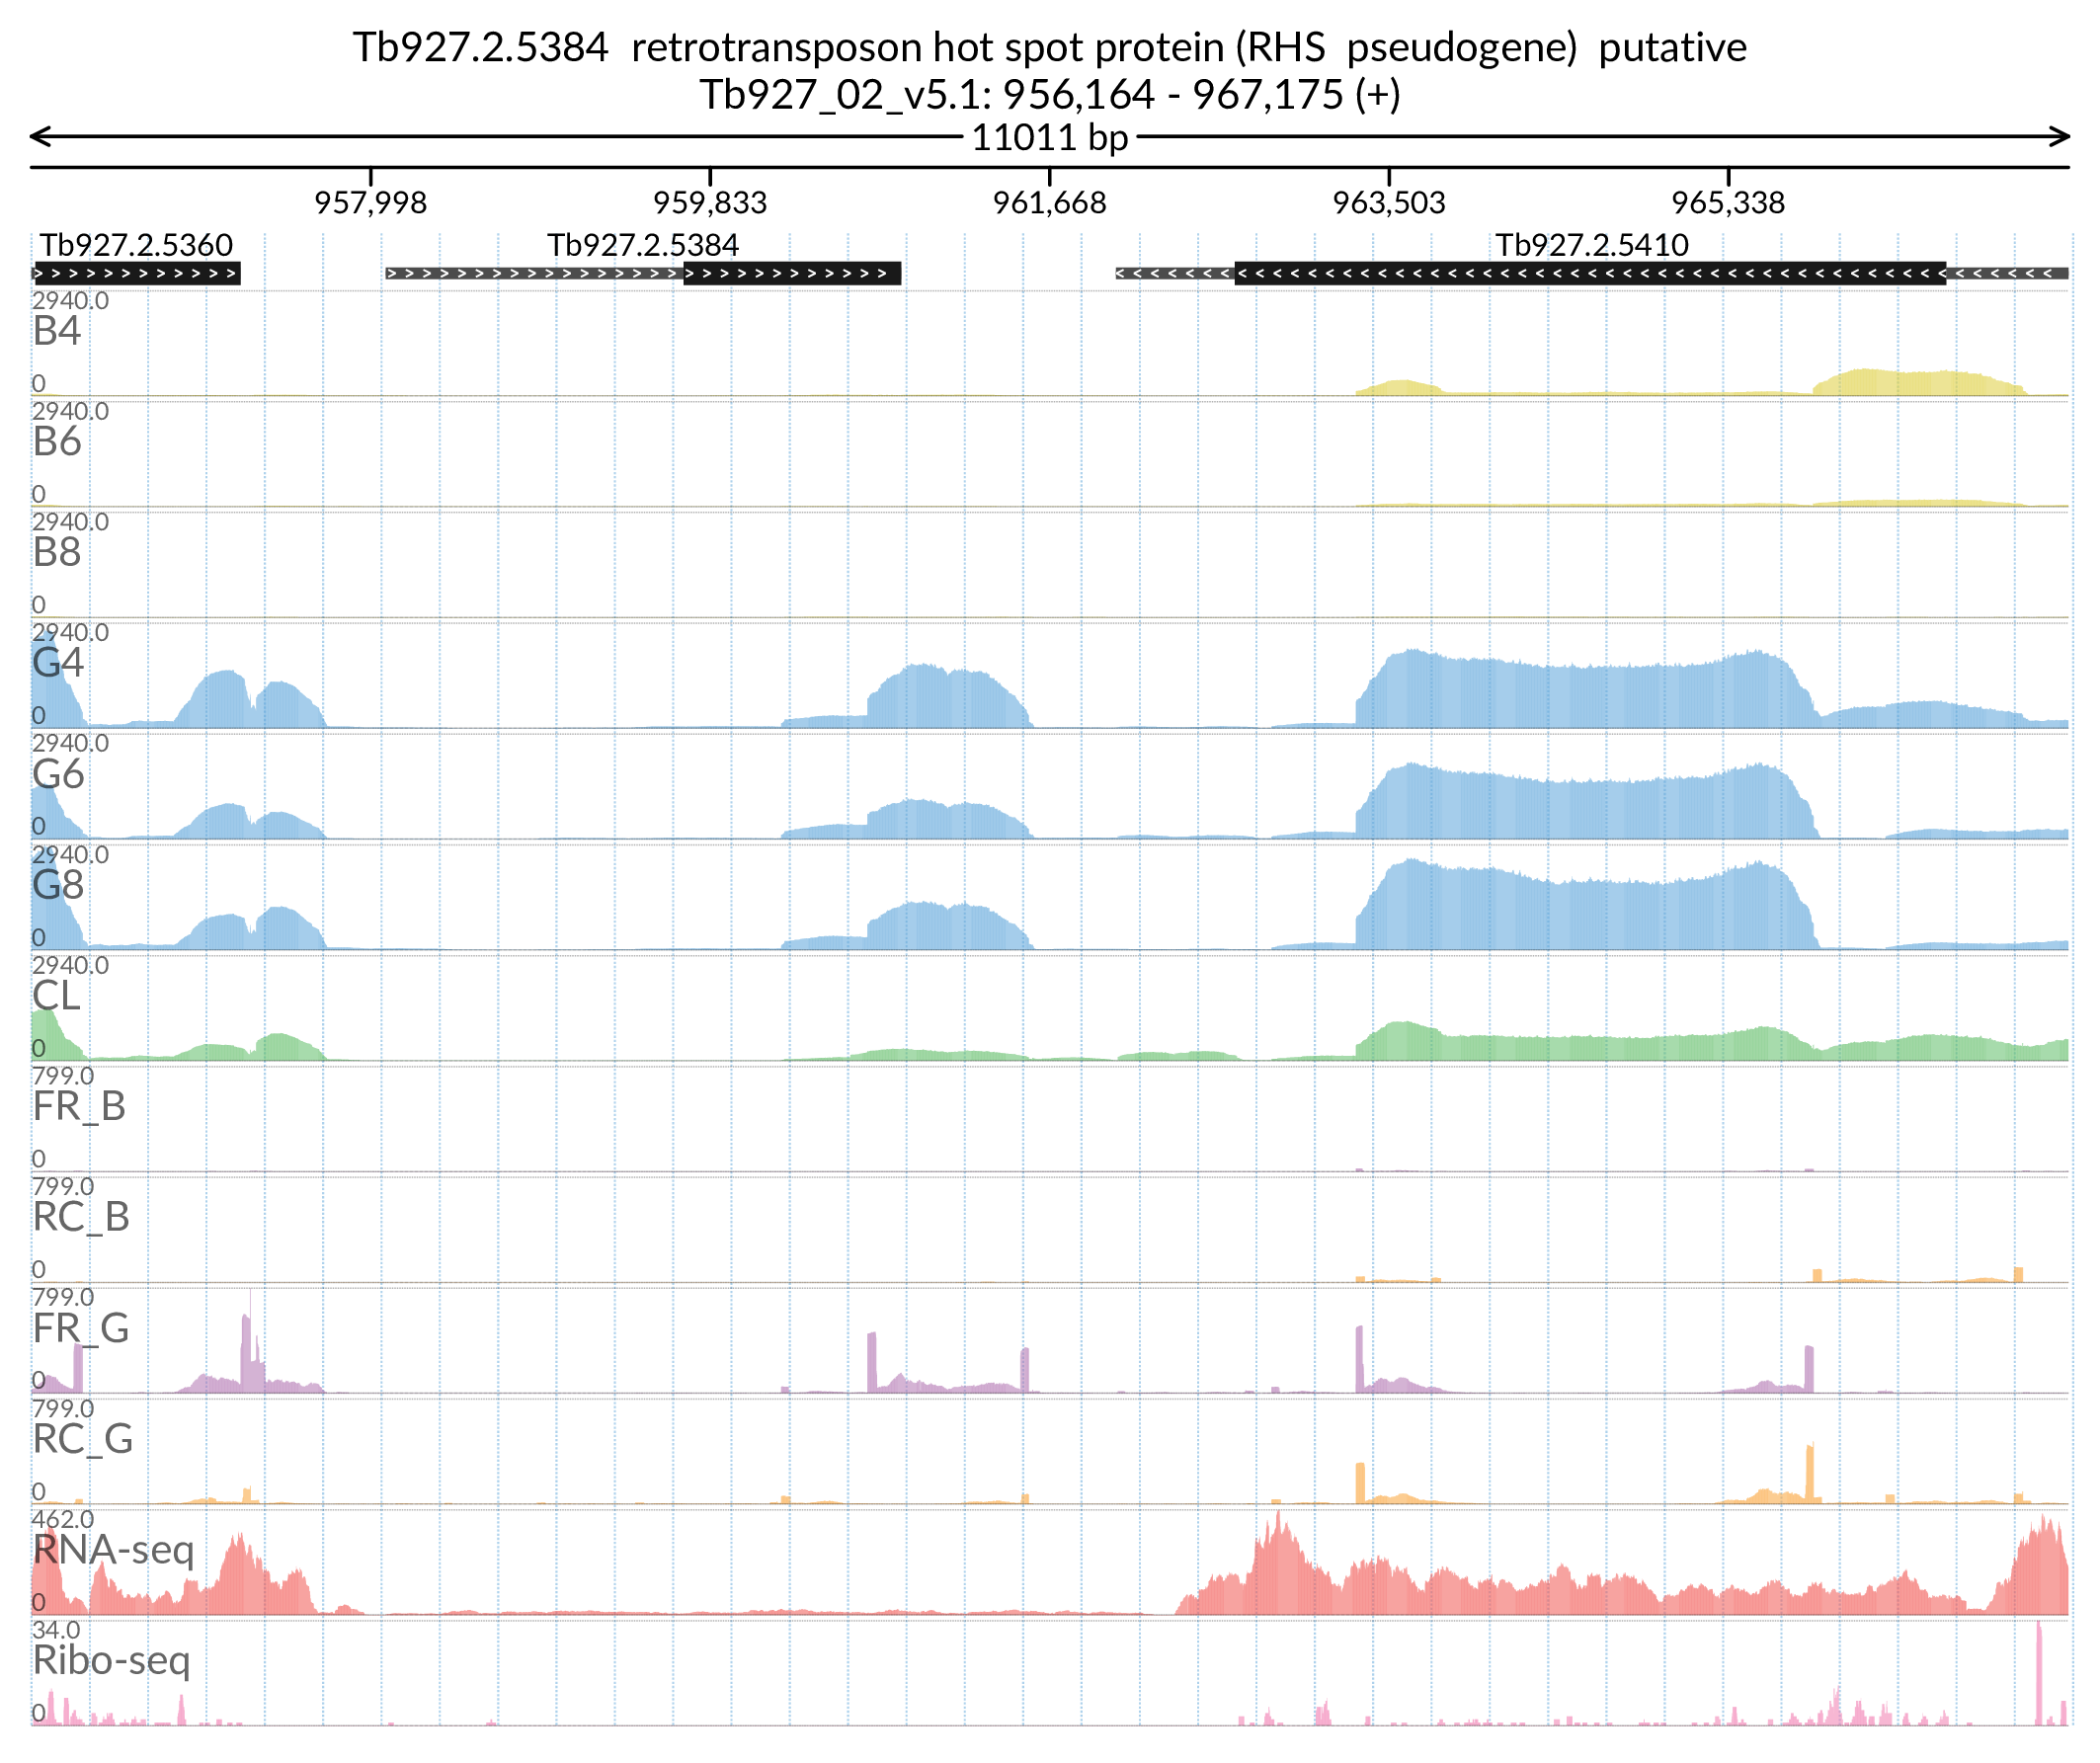 Tb927.2.5384 retrotransposon hot spot protein (RHS pseudogene) putative
Tb927_02_v5.1: 956,164 - 967,175 (+)
11011 bp
957,998 959,833 961,668 963,503 965,338
Tb927.2.5360 Tb927.2.5384 Tb927.2.5410
2940.0
B4
0
2940.0
B6
0
2940.0
B8
0
2940.0
G4
0
2940.0
G6
0
2940.0
G8
0
2940.0
CL
0
799.0
FR_B
0
799.0
RC_B
0
799.0
FR_G
0
799.0
RC_G
0
462.0
RNA-seq
0
34.0
Ribo-seq
0